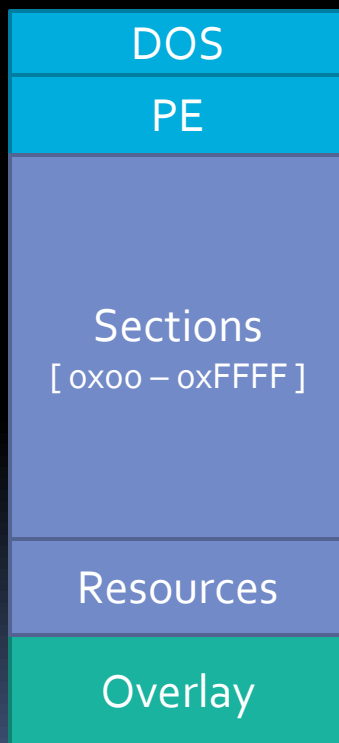 DOS
PE
Sections
[ 0x00 – 0xFFFF ]
Resources
Overlay